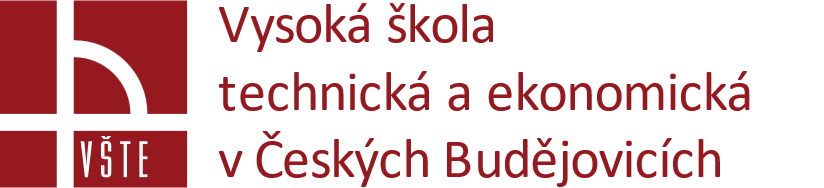 Vysoká škola
technická a ekonomická
v Českých Budějovicích
VŠTE